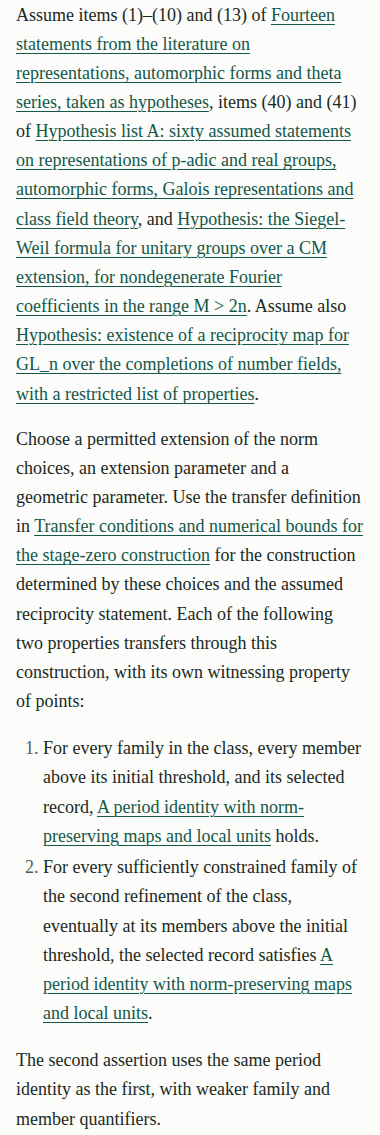 Assume items (1)–(10) and (13) of Fourteen
statements from the literature on
representations, automorphic forms and theta
series, taken as hypotheses, items (40) and (41)
of Hypothesis list A: sixty assumed statements
on representations of p-adic and real groups,
automorphic forms, Galois representations and
class field theory, and Hypothesis: the Siegel-
Weil formula for unitary groups over a CM
extension, for nondegenerate Fourier
coefficients in the range M > 2n. Assume also
Hypothesis: existence of a reciprocity map for
GL_n over the completions of number fields,
with a restricted list of properties.
Choose a permitted extension of the norm
choices, an extension parameter and a
geometric parameter. Use the transfer definition
in Transfer conditions and numerical bounds for
the stage-zero construction for the construction
determined by these choices and the assumed
reciprocity statement. Each of the following
two properties transfers through this
construction, with its own witnessing property
of points:
1. For every family in the class, every member
above its initial threshold, and its selected
record, A period identity with norm-
preserving maps and local units holds.
2. For every sufficiently constrained family of
the second refinement of the class,
eventually at its members above the initial
threshold, the selected record satisfies A
period identity with norm-preserving maps
and local units.
The second assertion uses the same period
identity as the first, with weaker family and
member quantifiers.